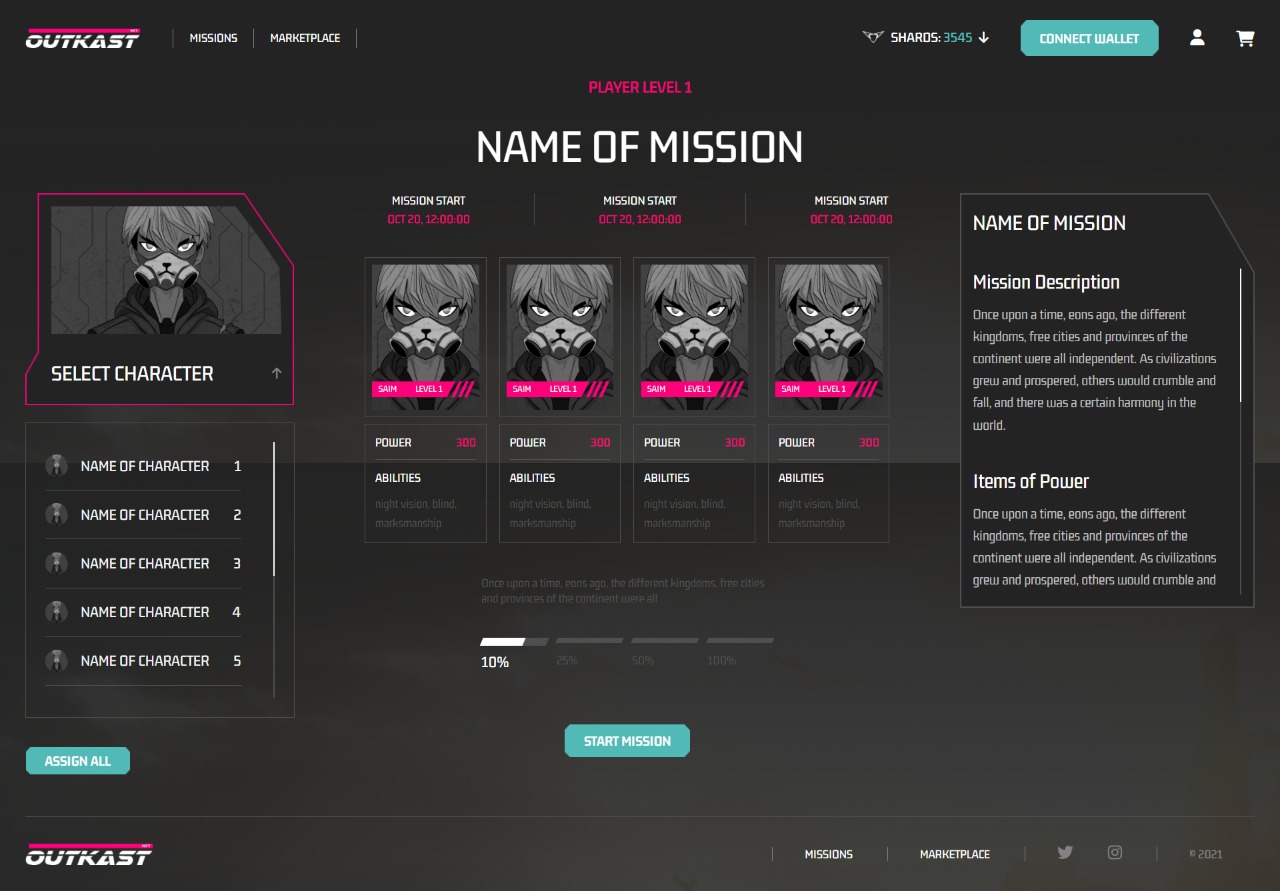 OUTKAST
MISSIONS
MARKETPLACE
SHARDS: 3545
CONNECT WALLET
PLAYER LEVEL 1
NAME OF MISSION
SELECT CHARACTER
NAME OF CHARACTER 1
NAME OF CHARACTER 2
NAME OF CHARACTER 3
NAME OF CHARACTER 4
NAME OF CHARACTER 5
ASSIGN ALL
MISSION START MISSION START MISSION START
OCT 20, 12:00:00 OCT 20, 12:00:00 OCT 20, 12:00:00
SAIM LEVEL 1 SAIM LEVEL 1 SAIM LEVEL 1 SAIM LEVEL 1
POWER 300 POWER 300 POWER 300 POWER 300
ABILITIES ABILITIES ABILITIES ABILITIES
night vision, blind, night vision, blind, night vision, blind, night vision, blind,
marksmanship marksmanship marksmanship marksmanship
Once upon a time, eons ago, the different kingdoms, free cities
and provinces of the continent were all
10% 25% 50% 100%
START MISSION
NAME OF MISSION
Mission Description
Once upon a time, eons ago, the different
kingdoms, free cities and provinces of the
continent were all independent. As civilizations
grew and prospered, others would crumble and
fall, and there was a certain harmony in the
world.
Items of Power
Once upon a time, eons ago, the different
kingdoms, free cities and provinces of the
continent were all independent. As civilizations
grew and prospered, others would crumble and
OUTKAST
MISSIONS
MARKETPLACE
© 2021